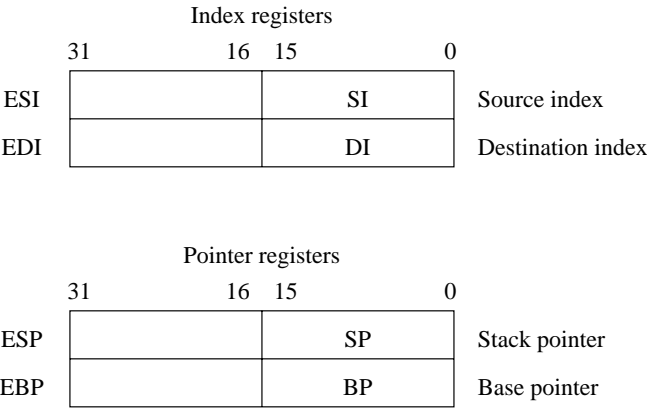 Index registers
31 16 15 0
ESI SI Source index
EDI DI Destination index
Pointer registers
31 16 15 0
ESP SP Stack pointer
EBP BP Base pointer